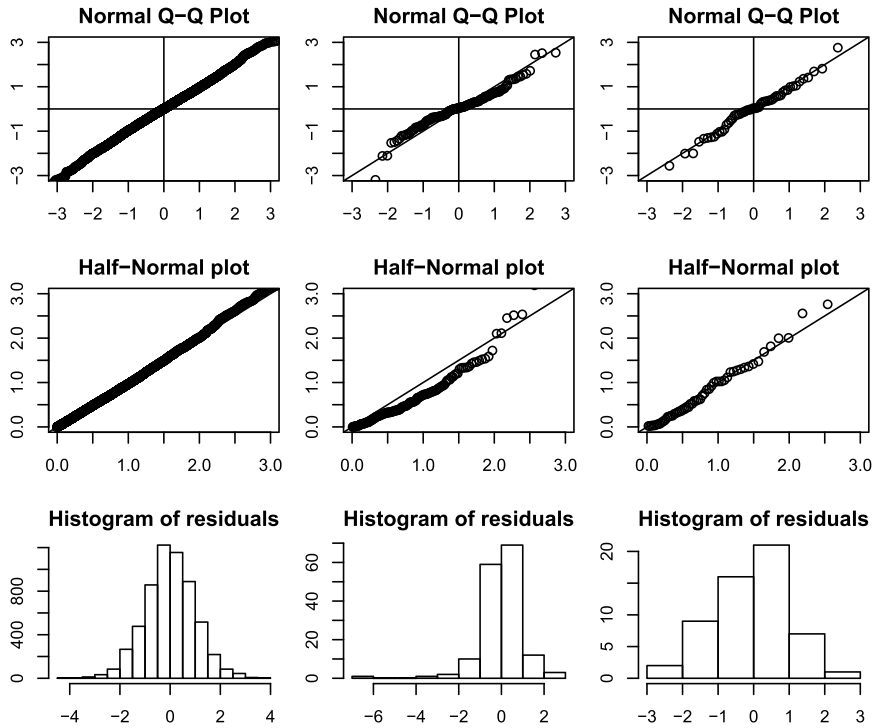 Normal Q−Q Plot Normal Q−Q Plot Normal Q−Q Plot
3 3 3
1 1 1
−1 −1 −1
−3 −3 −3
−3 −2 −1 0 1 2 3 −3 −2 −1 0 1 2 3 −3 −2 −1 0 1 2 3
Half−Normal plot Half−Normal plot Half−Normal plot
3.0 3.0 3.0
2.0 2.0 2.0
1.0 1.0 1.0
0.0 0.0 0.0
0.0 1.0 2.0 3.0 0.0 1.0 2.0 3.0 0.0 1.0 2.0 3.0
Histogram of residuals Histogram of residuals Histogram of residuals
800 60 20
400 40 10
0 20 5
0 0
−4 −2 0 2 4 −6 −4 −2 0 2 −3 −2 −1 0 1 2 3